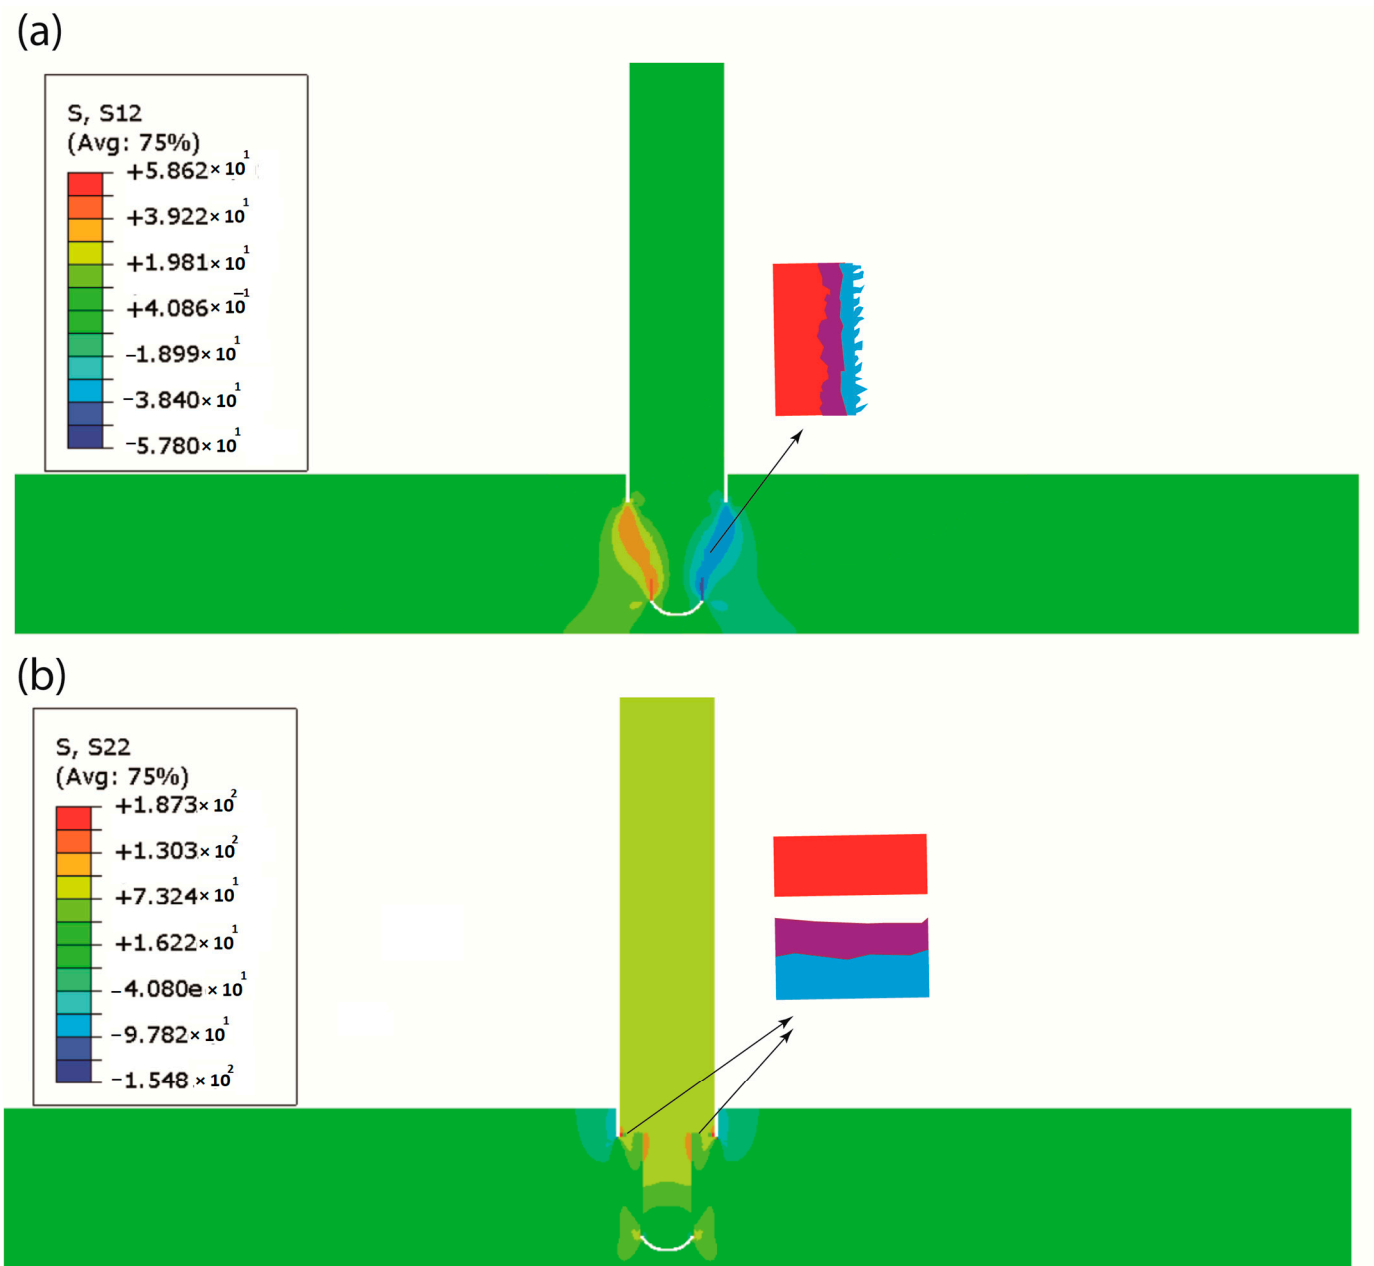 (a)
S, S12
(Avg: 75%)
+5.862×10¹
+3.922×10¹
+1.981×10¹
+4.086×10⁻¹
−1.899×10¹
−3.840×10¹
−5.780×10¹
(b)
S, S22
(Avg: 75%)
+1.873×10²
+1.303×10²
+7.324×10¹
+1.622×10¹
−4.080e×10¹
−9.782×10¹
−1.548×10²